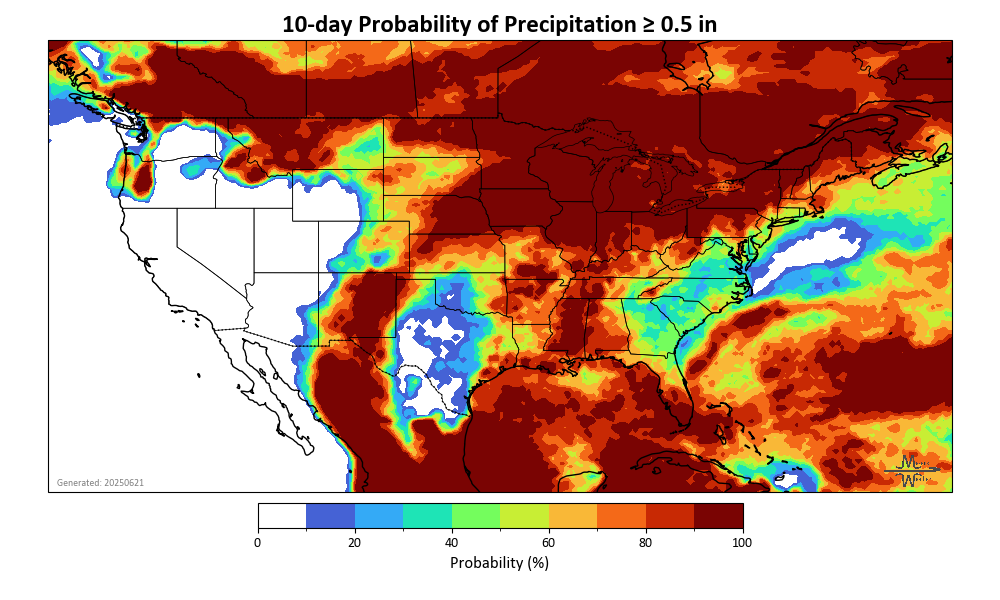 10-day Probability of Precipitation ≥ 0.5 in
Generated: 20250621
0 20 40 60 80 100
Probability (%)